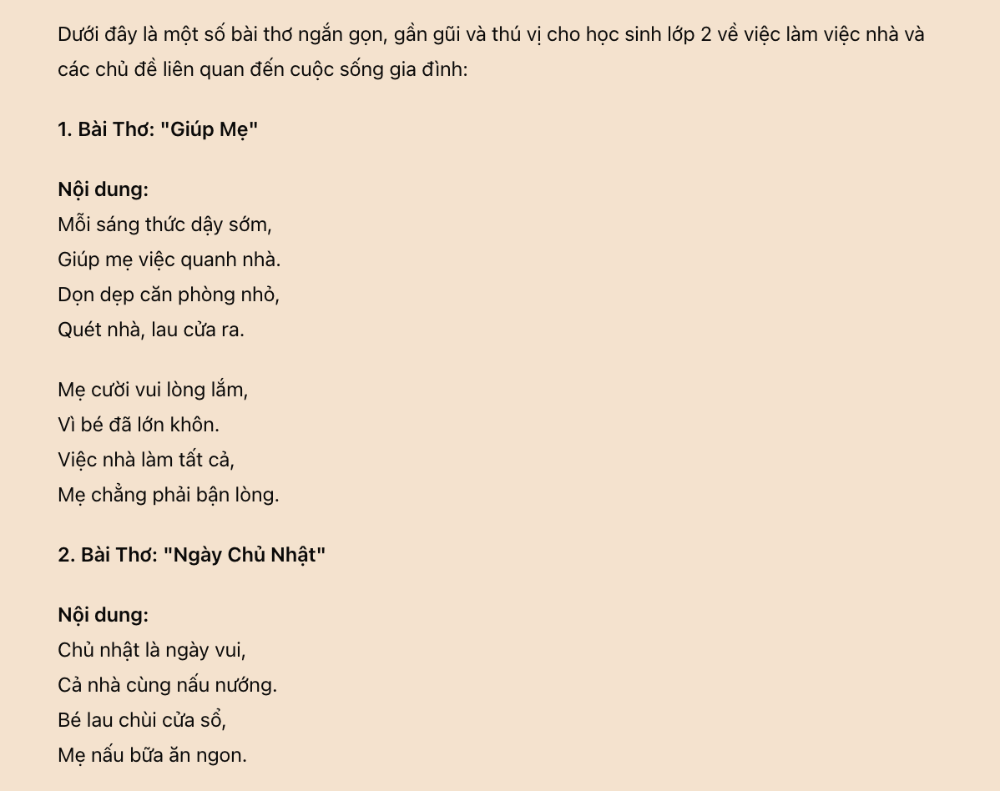 Dưới đây là một số bài thơ ngắn gọn, gần gũi và thú vị cho học sinh lớp 2 về việc làm việc nhà và
các chủ đề liên quan đến cuộc sống gia đình:
1. Bài Thơ: "Giúp Mẹ"
Nội dung:
Mỗi sáng thức dậy sớm,
Giúp mẹ việc quanh nhà.
Dọn dẹp căn phòng nhỏ,
Quét nhà, lau cửa ra.
Mẹ cười vui lòng lắm,
Vì bé đã lớn khôn.
Việc nhà làm tất cả,
Mẹ chẳng phải bận lòng.
2. Bài Thơ: "Ngày Chủ Nhật"
Nội dung:
Chủ nhật là ngày vui,
Cả nhà cùng nấu nướng.
Bé lau chùi cửa sổ,
Mẹ nấu bữa ăn ngon.